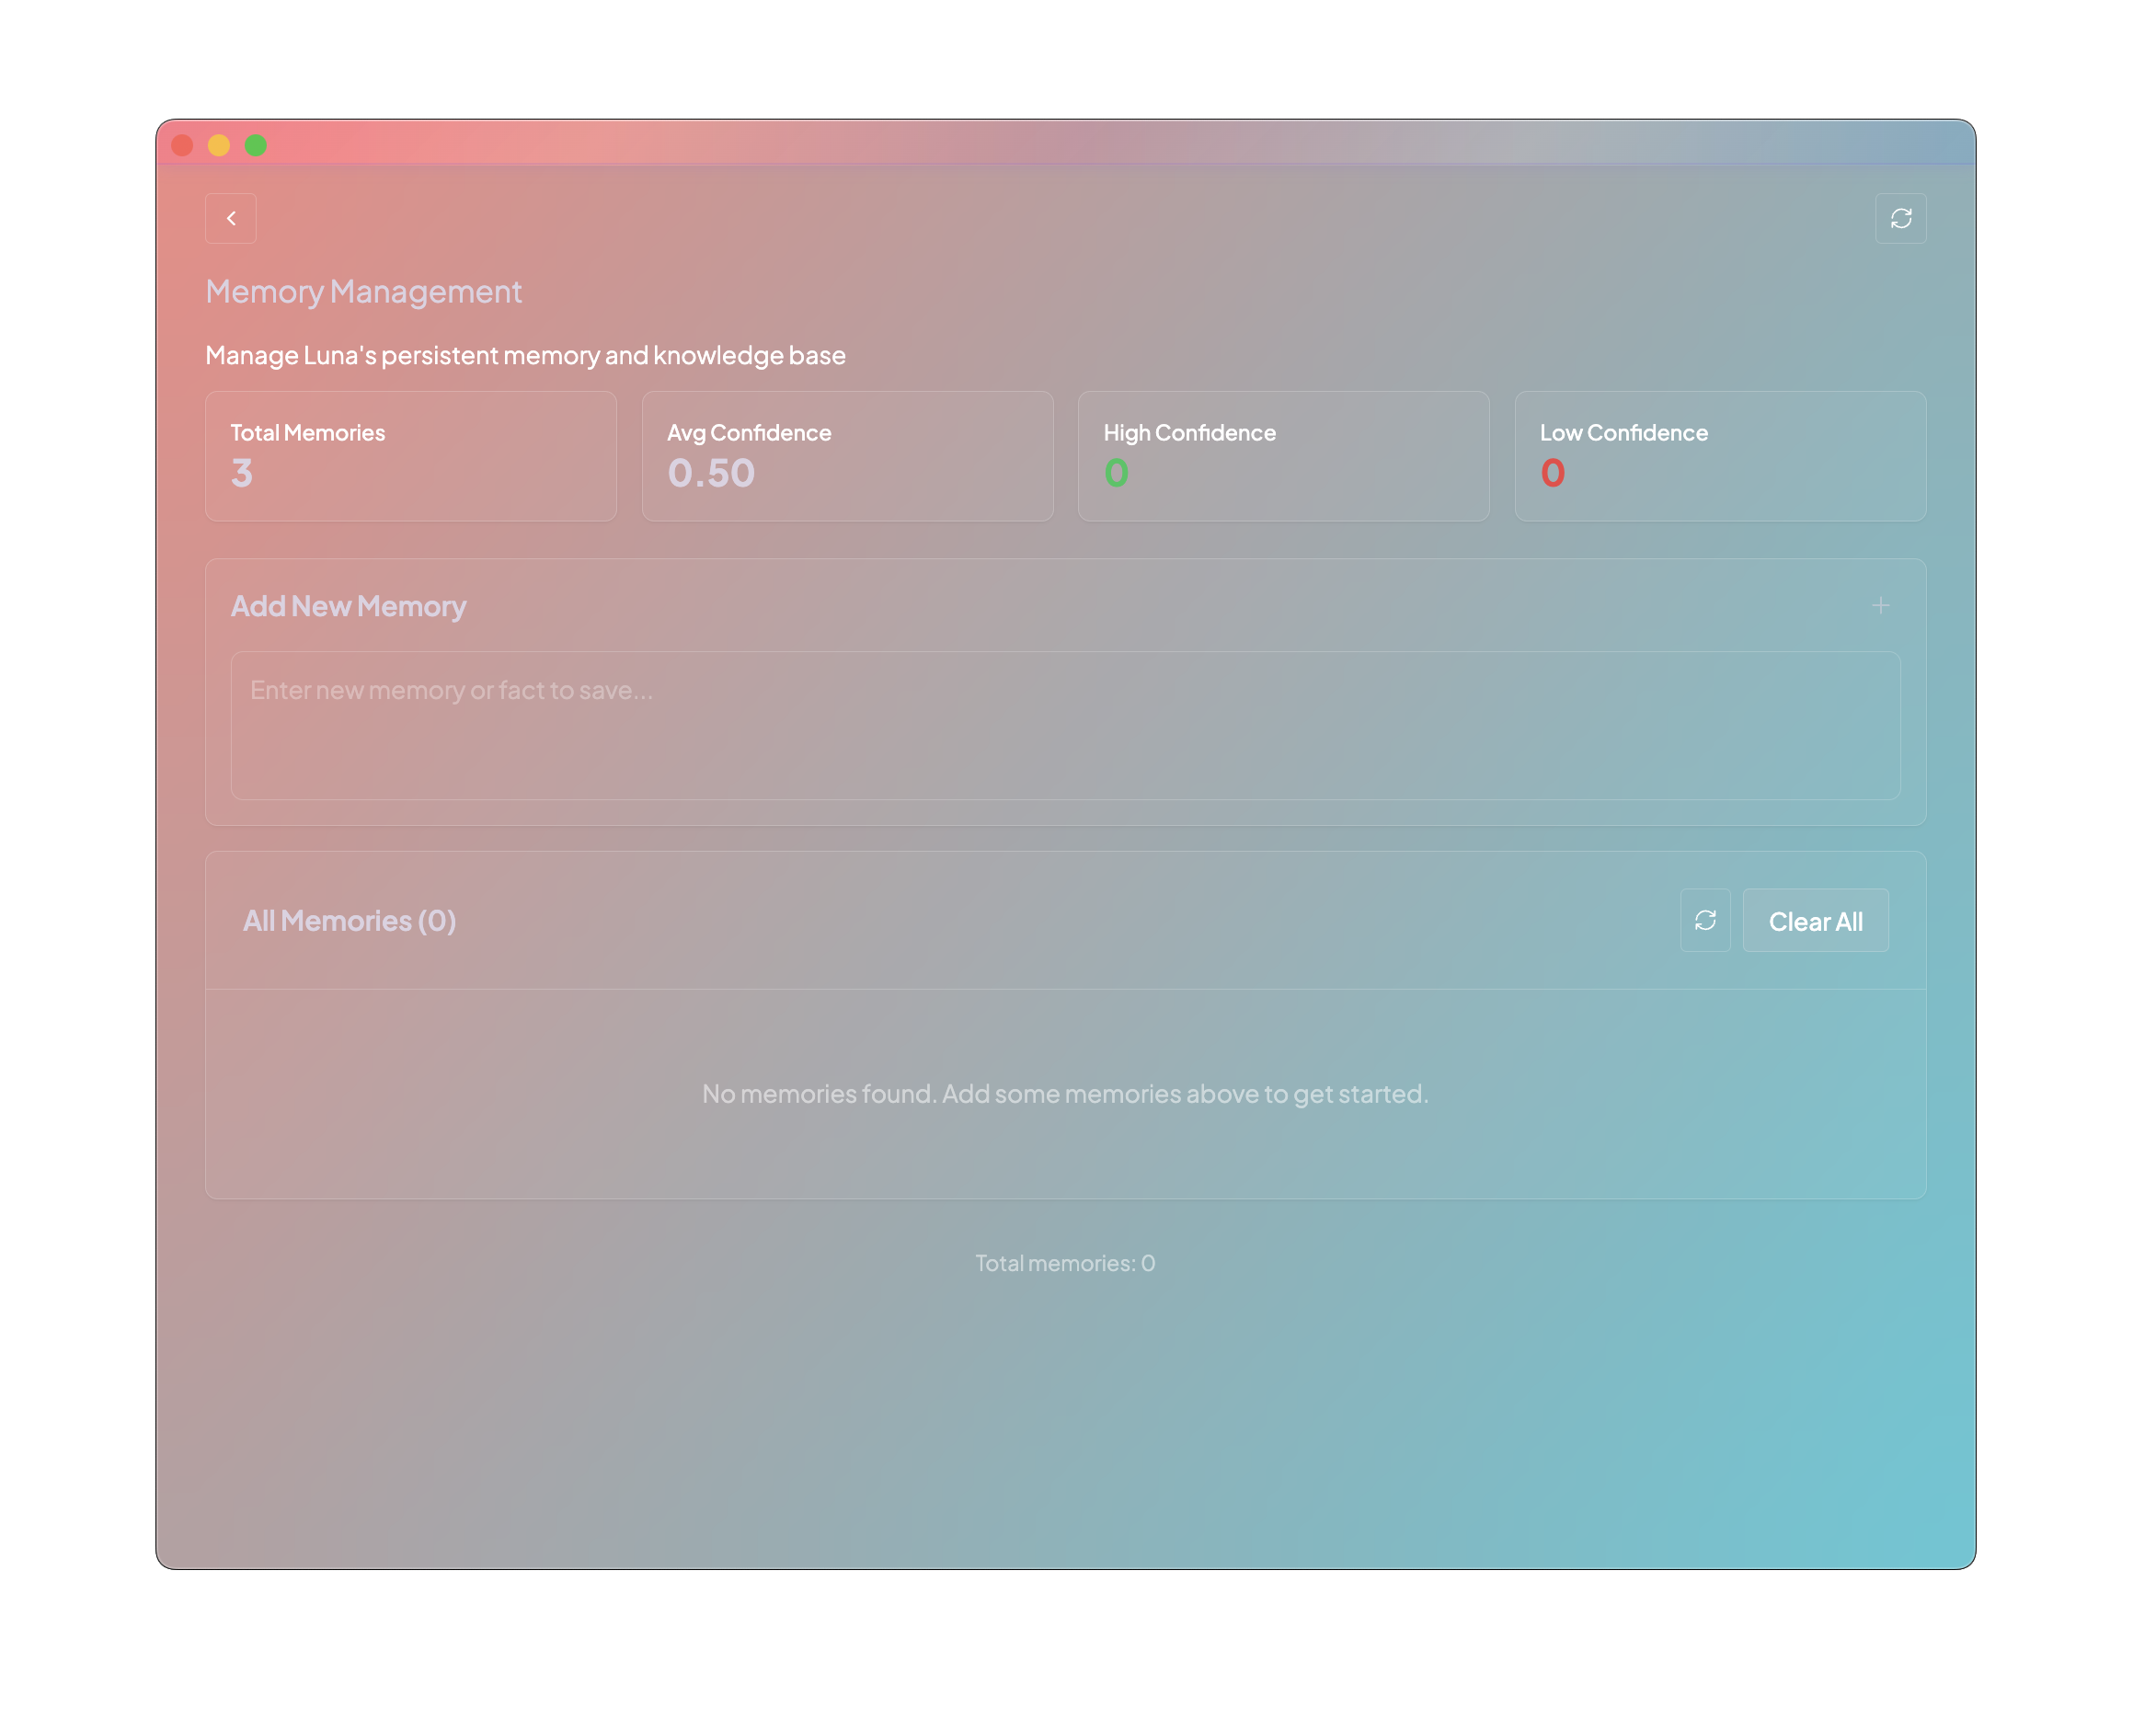 Memory Management
Manage Luna's persistent memory and knowledge base
Total Memories
3
Avg Confidence
0.50
High Confidence
0
Low Confidence
0
Add New Memory
Enter new memory or fact to save...
All Memories (0)
Clear All
No memories found. Add some memories above to get started.
Total memories: 0